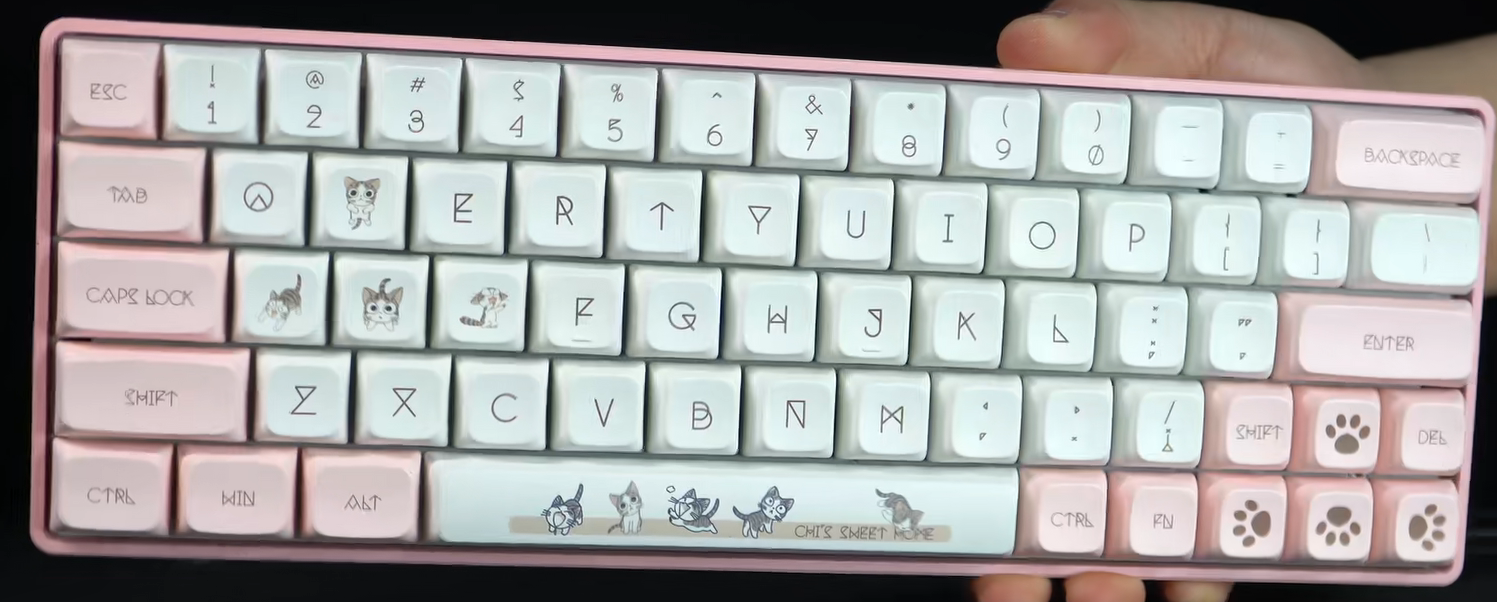 ESC ! 1 @ 2 # 3 $ 4 % 5 ^ 6 & 7 * 8 ( 9 ) 0 _ - + = BACKSPACE
TAB Q E R T Y U I O P { [ } ] \ |
CAPS LOCK F G H J K L : ; " ' ENTER
SHIFT Z X C V B N M < , > . / ? SHIFT DEL
CTRL WIN ALT CHI'S SWEET HOME CTRL FN